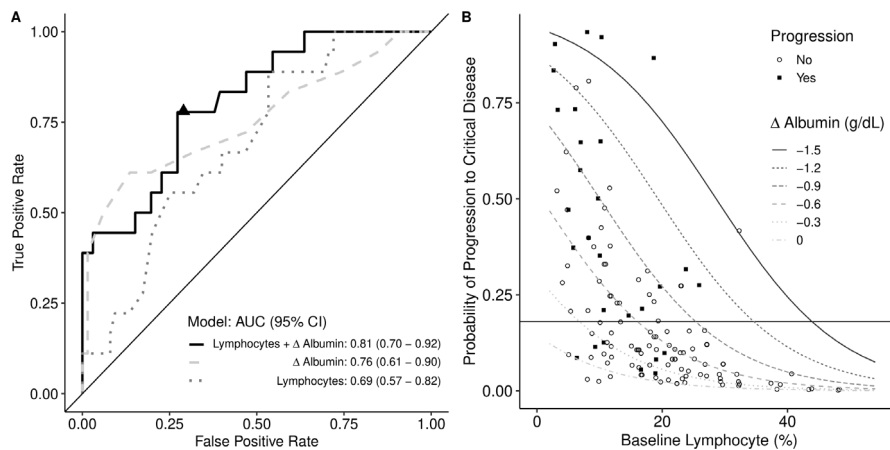 A
1.00
0.75
0.50
0.25
0.00
True Positive Rate
Model: AUC (95% CI)
Lymphocytes + Δ Albumin: 0.81 (0.70 − 0.92)
Δ Albumin: 0.76 (0.61 − 0.90)
Lymphocytes: 0.69 (0.57 − 0.82)
0.00 0.25 0.50 0.75 1.00
False Positive Rate
B
0.75
0.50
0.25
0.00
Probability of Progression to Critical Disease
Progression
No
Yes
Δ Albumin (g/dL)
−1.5
−1.2
−0.9
−0.6
−0.3
0
0 20 40
Baseline Lymphocyte (%)